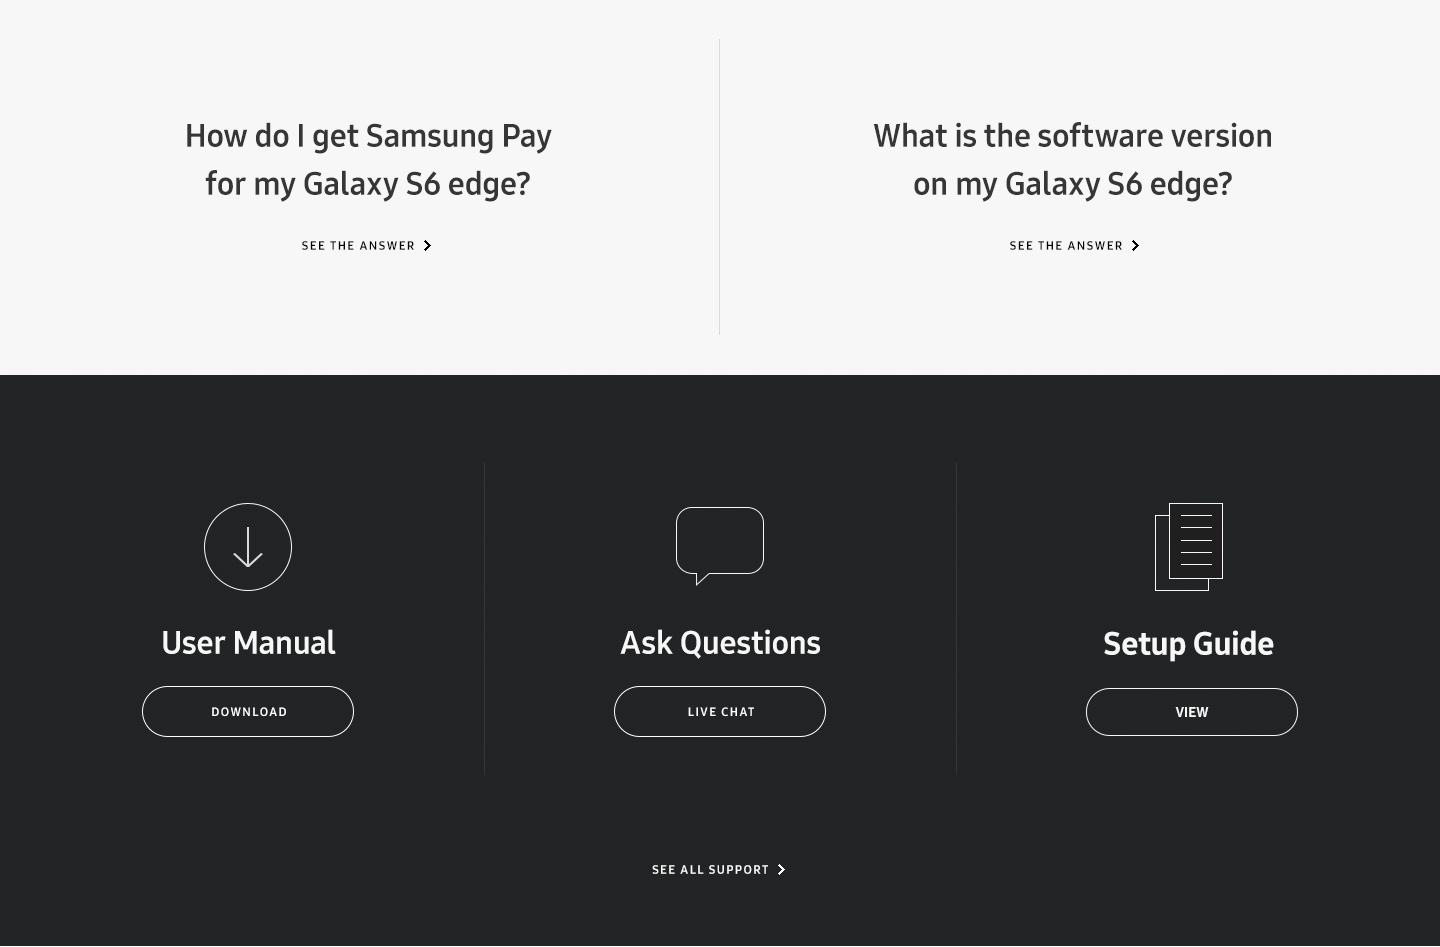 How do I get Samsung Pay
for my Galaxy S6 edge?
SEE THE ANSWER
What is the software version
on my Galaxy S6 edge?
SEE THE ANSWER
User Manual
DOWNLOAD
Ask Questions
LIVE CHAT
Setup Guide
VIEW
SEE ALL SUPPORT